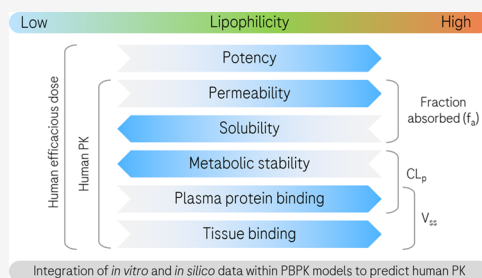 Low Lipophilicity High
Human efficacious dose
Human PK
Potency
Permeability
Solubility
Metabolic stability
Plasma protein binding
Tissue binding
Fraction
absorbed (fa)
CLp
Vss
Integration of in vitro and in silico data within PBPK models to predict human PK